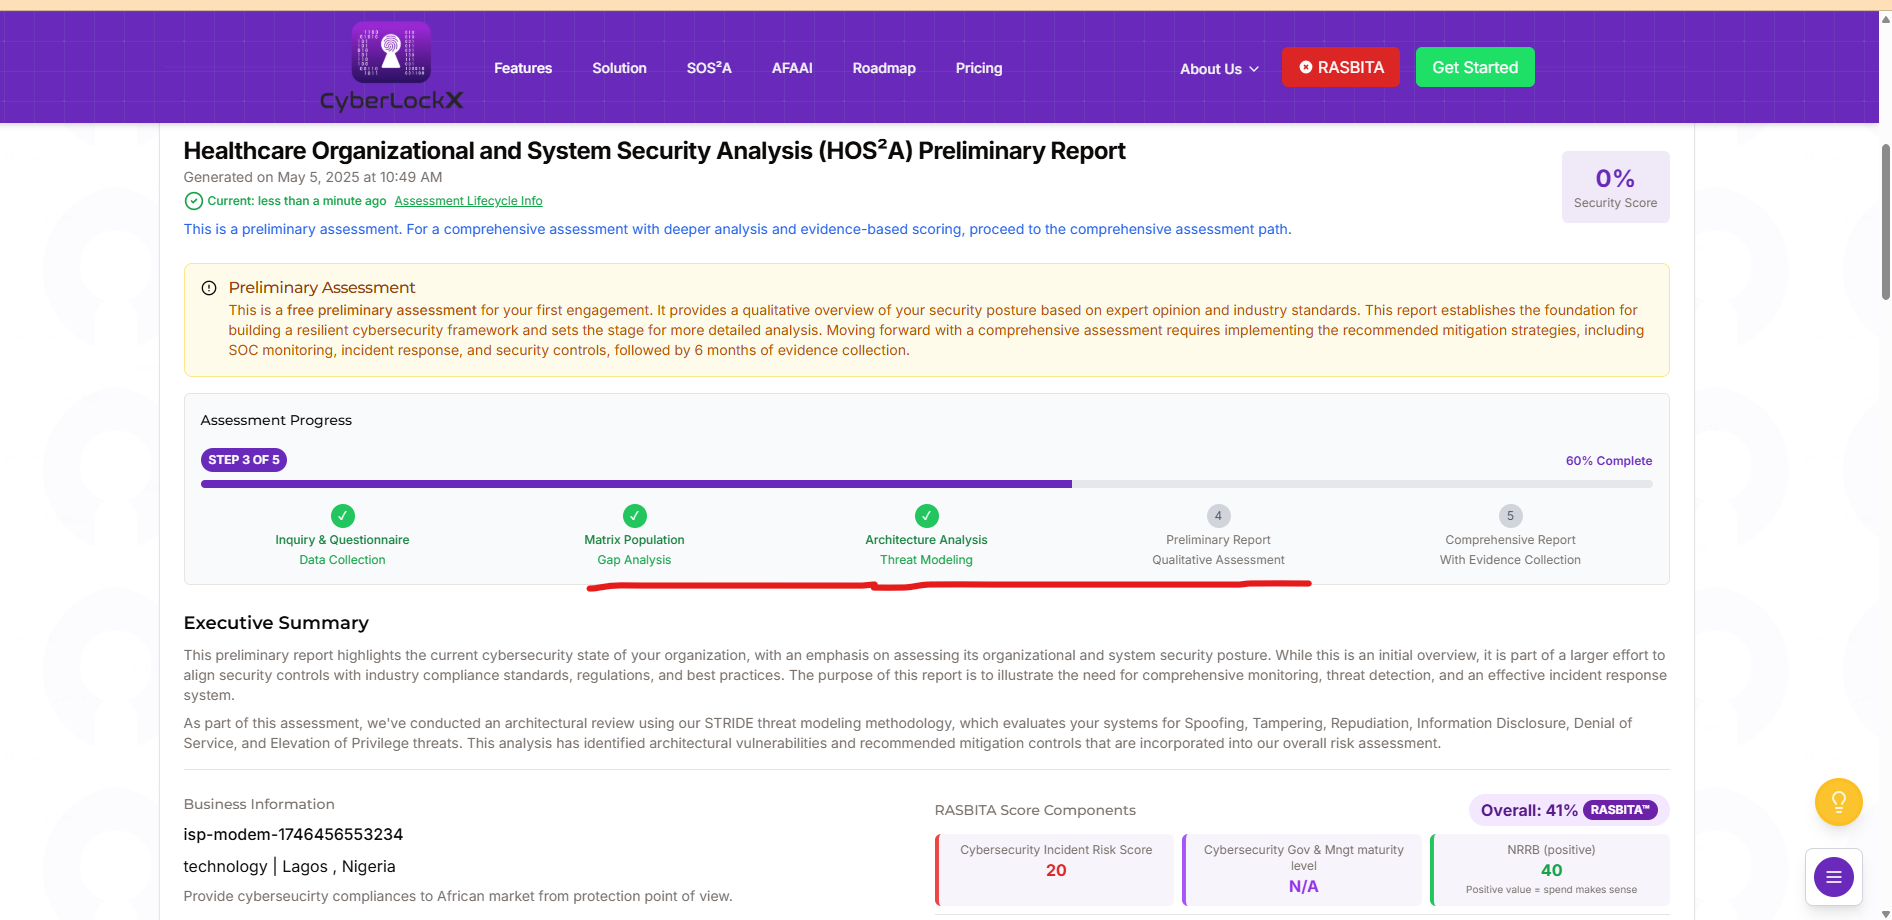 CyberLockX
Features
Solution
SOS²A
AFAAI
Roadmap
Pricing
About Us
RASBITA
Get Started
Healthcare Organizational and System Security Analysis (HOS²A) Preliminary Report
Generated on May 5, 2025 at 10:49 AM
Current: less than a minute ago Assessment Lifecycle Info
This is a preliminary assessment. For a comprehensive assessment with deeper analysis and evidence-based scoring, proceed to the comprehensive assessment path.
0%
Security Score
Preliminary Assessment
This is a free preliminary assessment for your first engagement. It provides a qualitative overview of your security posture based on expert opinion and industry standards. This report establishes the foundation for
building a resilient cybersecurity framework and sets the stage for more detailed analysis. Moving forward with a comprehensive assessment requires implementing the recommended mitigation strategies, including
SOC monitoring, incident response, and security controls, followed by 6 months of evidence collection.
Assessment Progress
STEP 3 OF 5
60% Complete
Inquiry & Questionnaire
Data Collection
Matrix Population
Gap Analysis
Architecture Analysis
Threat Modeling
4
Preliminary Report
Qualitative Assessment
5
Comprehensive Report
With Evidence Collection
Executive Summary
This preliminary report highlights the current cybersecurity state of your organization, with an emphasis on assessing its organizational and system security posture. While this is an initial overview, it is part of a larger effort to
align security controls with industry compliance standards, regulations, and best practices. The purpose of this report is to illustrate the need for comprehensive monitoring, threat detection, and an effective incident response
system.
As part of this assessment, we've conducted an architectural review using our STRIDE threat modeling methodology, which evaluates your systems for Spoofing, Tampering, Repudiation, Information Disclosure, Denial of
Service, and Elevation of Privilege threats. This analysis has identified architectural vulnerabilities and recommended mitigation controls that are incorporated into our overall risk assessment.
Business Information
isp-modem-1746456553234
technology | Lagos , Nigeria
Provide cyberseucirty compliances to African market from protection point of view.
RASBITA Score Components
Overall: 41% RASBITA™
Cybersecurity Incident Risk Score
20
Cybersecurity Gov & Mngt maturity
level
N/A
NRRB (positive)
40
Positive value = spend makes sense